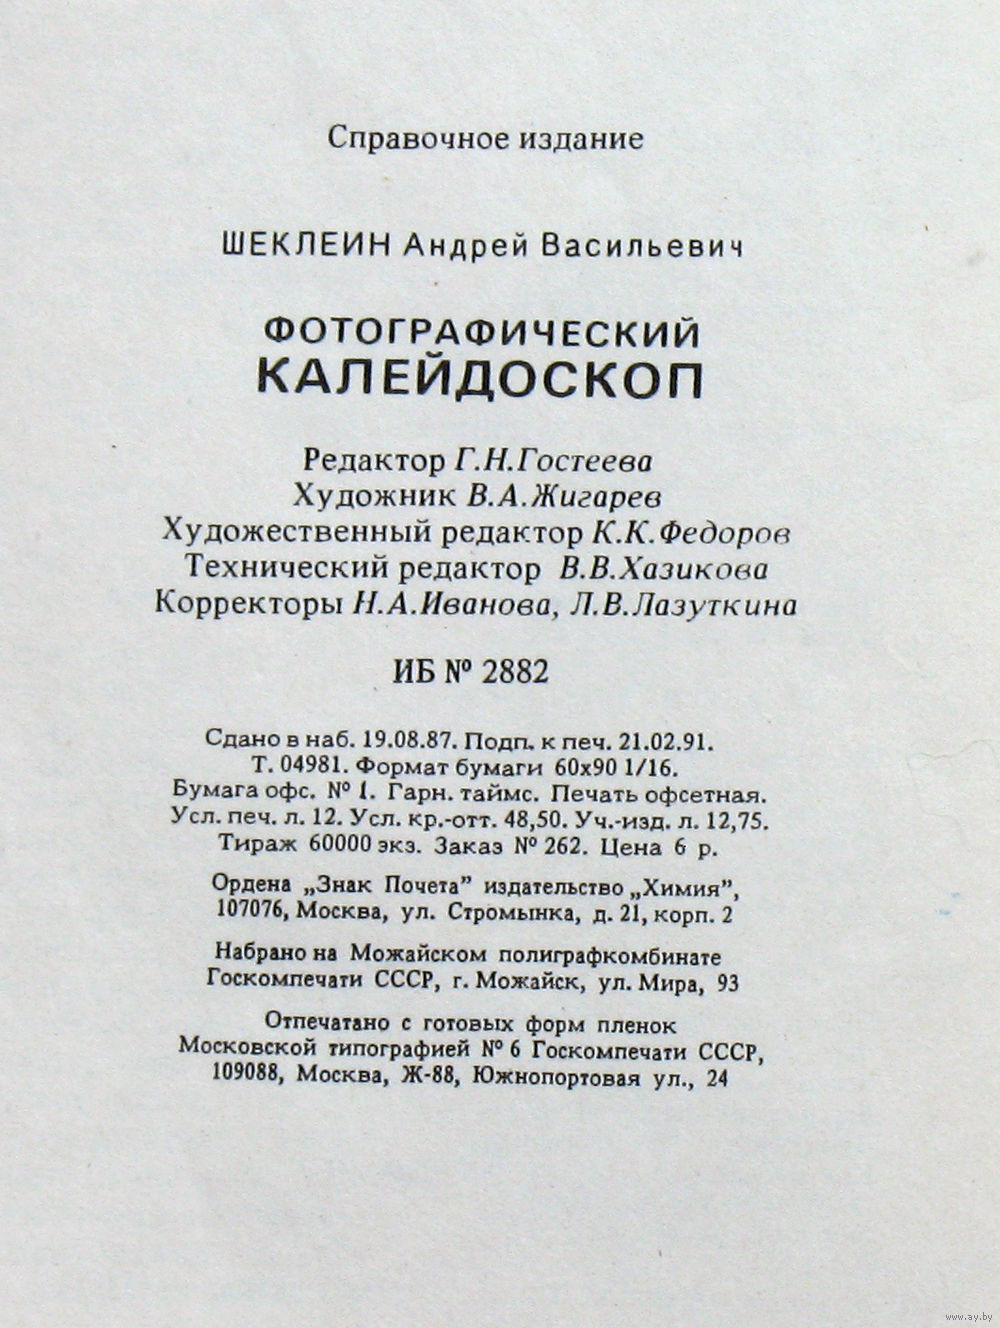 Справочное издание
ШЕКЛЕИН Андрей Васильевич
ФОТОГРАФИЧЕСКИЙ
КАЛЕЙДОСКОП
Редактор Г.Н.Гостеева
Художник В.А.Жигарев
Художественный редактор К.К.Федоров
Технический редактор В.В.Хазикова
Корректоры Н.А.Иванова, Л.В.Лазуткина
ИБ № 2882
Сдано в наб. 19.08.87. Подп. к печ. 21.02.91.
Т. 04981. Формат бумаги 60х90 1/16.
Бумага офс. № 1. Гарн. таймс. Печать офсетная.
Усл. печ. л. 12. Усл. кр.-отт. 48,50. Уч.-изд. л. 12,75.
Тираж 60000 экз. Заказ № 262. Цена 6 р.
Ордена „Знак Почета” издательство „Химия”,
107076, Москва, ул. Стромынка, д. 21, корп. 2
Набрано на Можайском полиграфкомбинате
Госкомпечати СССР, г. Можайск, ул. Мира, 93
Отпечатано с готовых форм пленок
Московской типографией № 6 Госкомпечати СССР,
109088, Москва, Ж-88, Южнопортовая ул., 24
www.ay.by